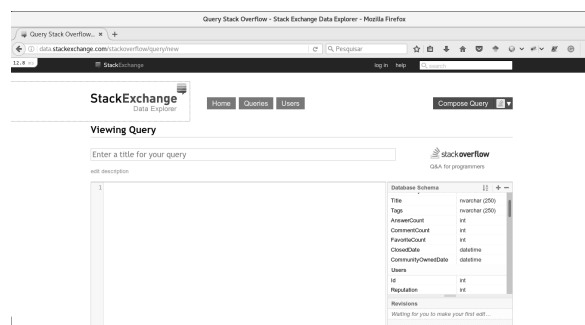 Query Stack Overflow - Stack Exchange Data Explorer - Mozilla Firefox
Query Stack Overflow... × +
data.stackexchange.com/stackoverflow/query/new
Pesquisar
12.8 ms
StackExchange
log in help search
StackExchange
Data Explorer
Home Queries Users
Compose Query
Viewing Query
Enter a title for your query
edit description
stackoverflow
Q&A for programmers
1
Database Schema
Title nvarchar (250)
Tags nvarchar (250)
AnswerCount int
CommentCount int
FavoriteCount int
ClosedDate datetime
CommunityOwnedDate datetime
Users
Id int
Reputation int
Revisions
Waiting for you to make your first edit...